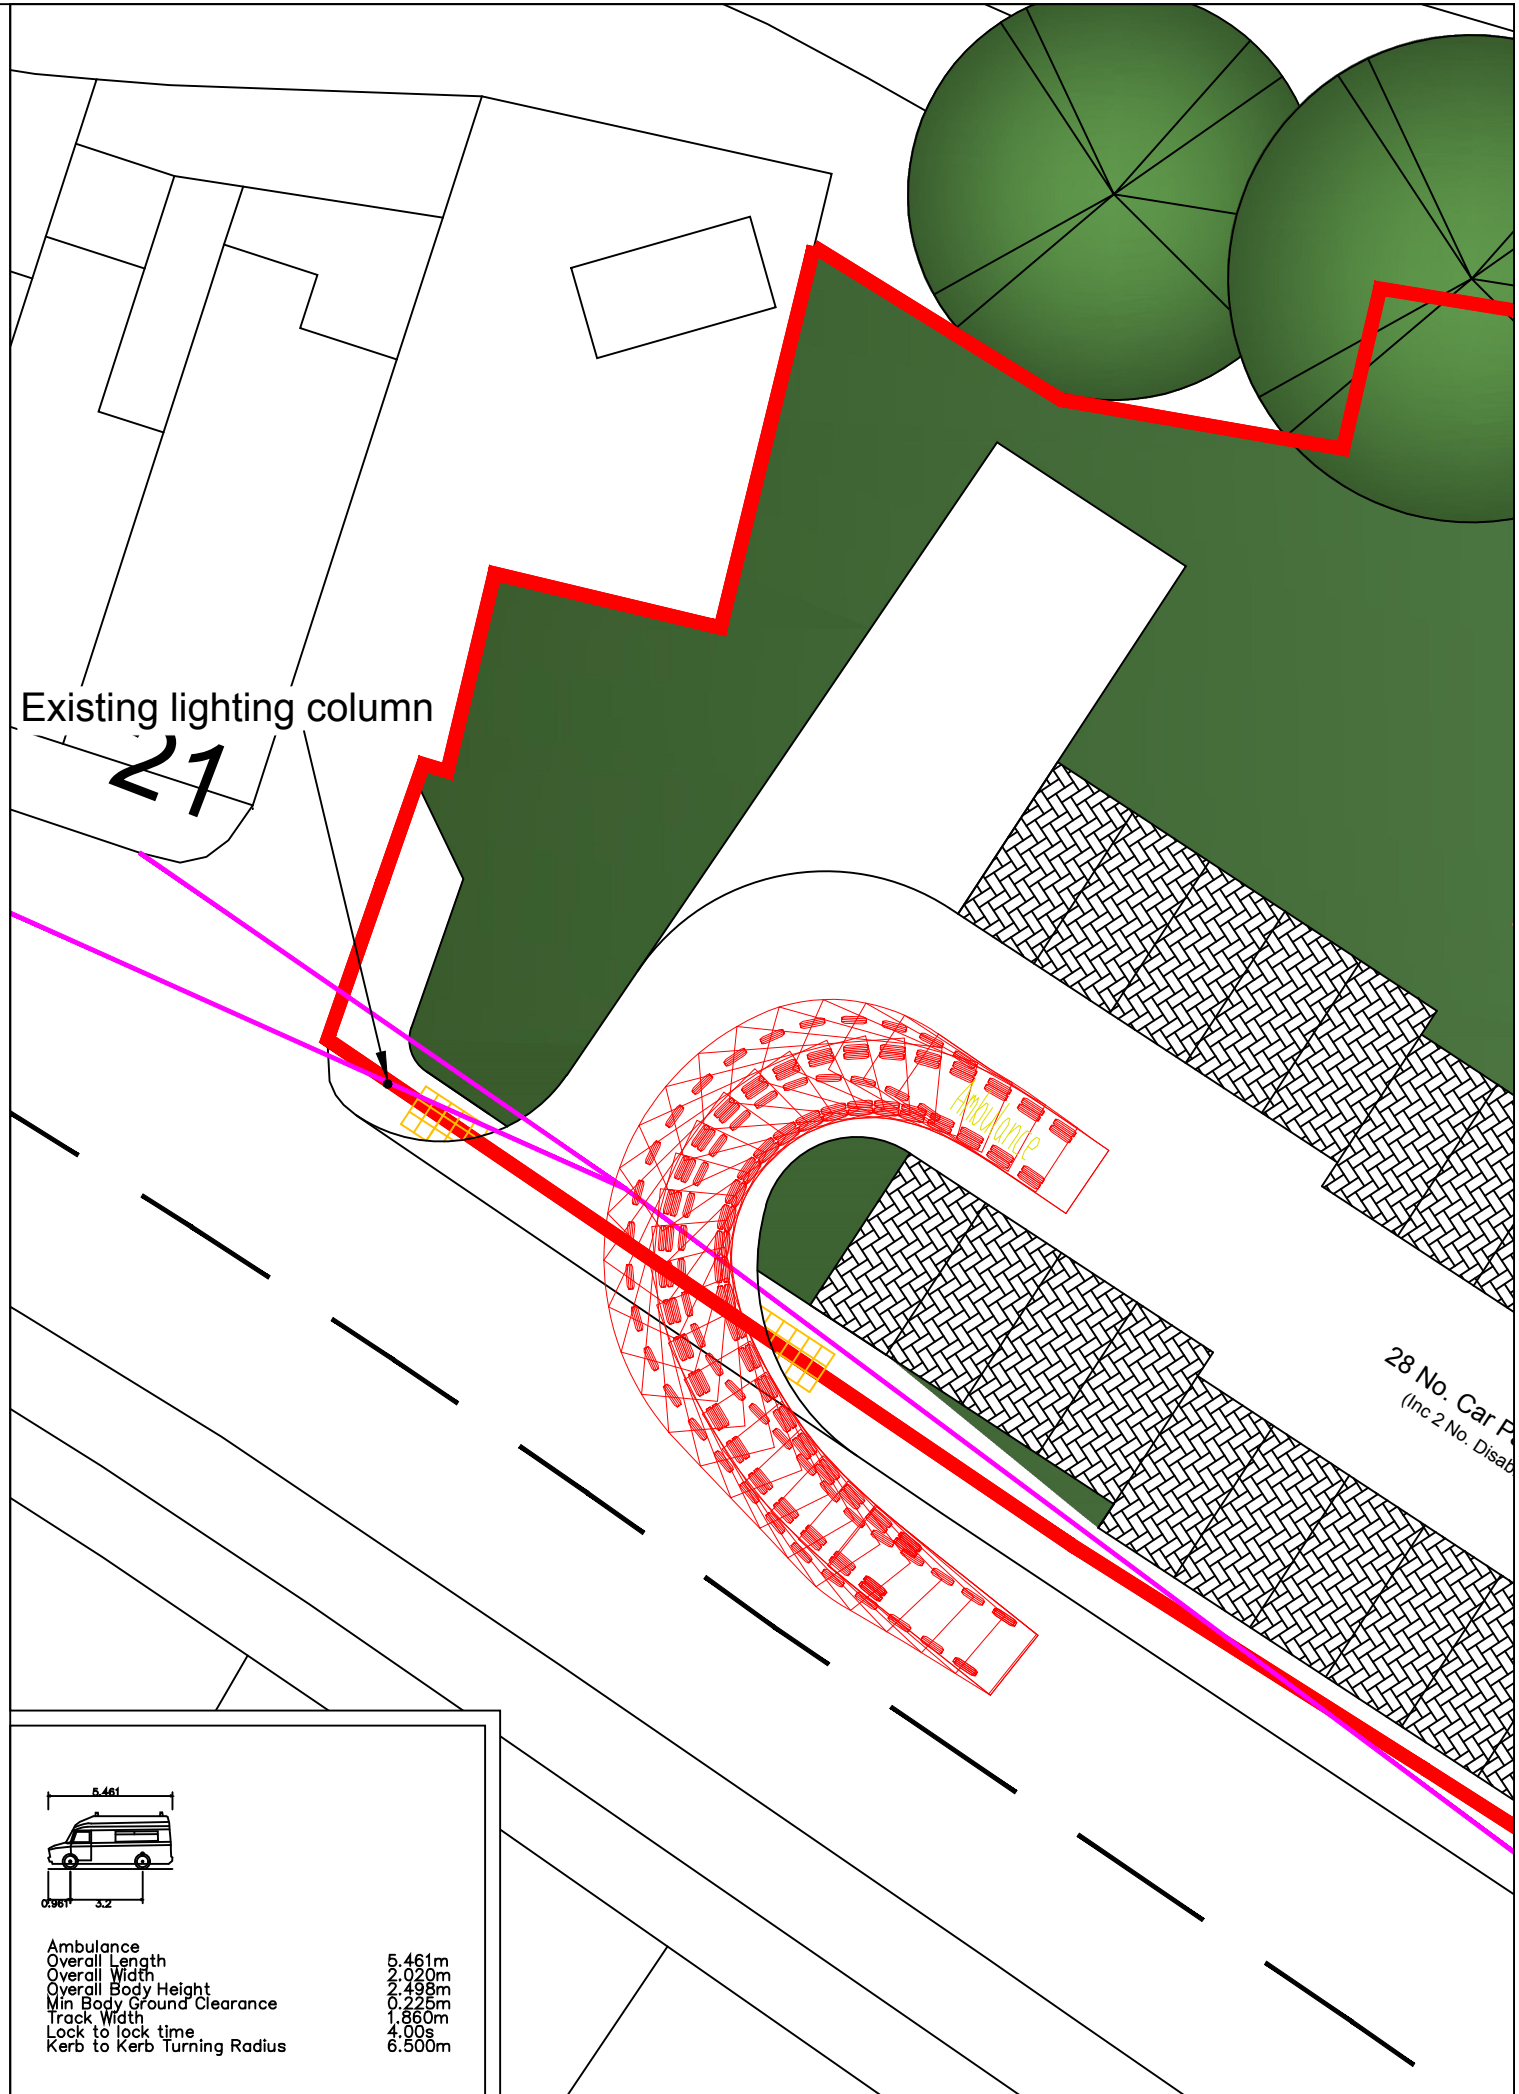 Existing lighting column
21
Ambulance
28 No. Car
(Inc 2 No.
5.461
0.961 3.2
Ambulance
Overall Length 5.461m
Overall Width 2.020m
Overall Body Height 2.498m
Min Body Ground Clearance 0.225m
Track Width 1.860m
Lock to lock time 4.00s
Kerb to Kerb Turning Radius 6.500m